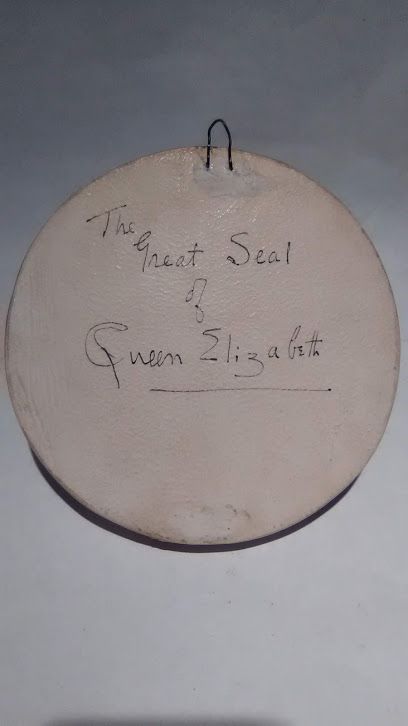 The
Great Seal
of
Queen Elizabeth